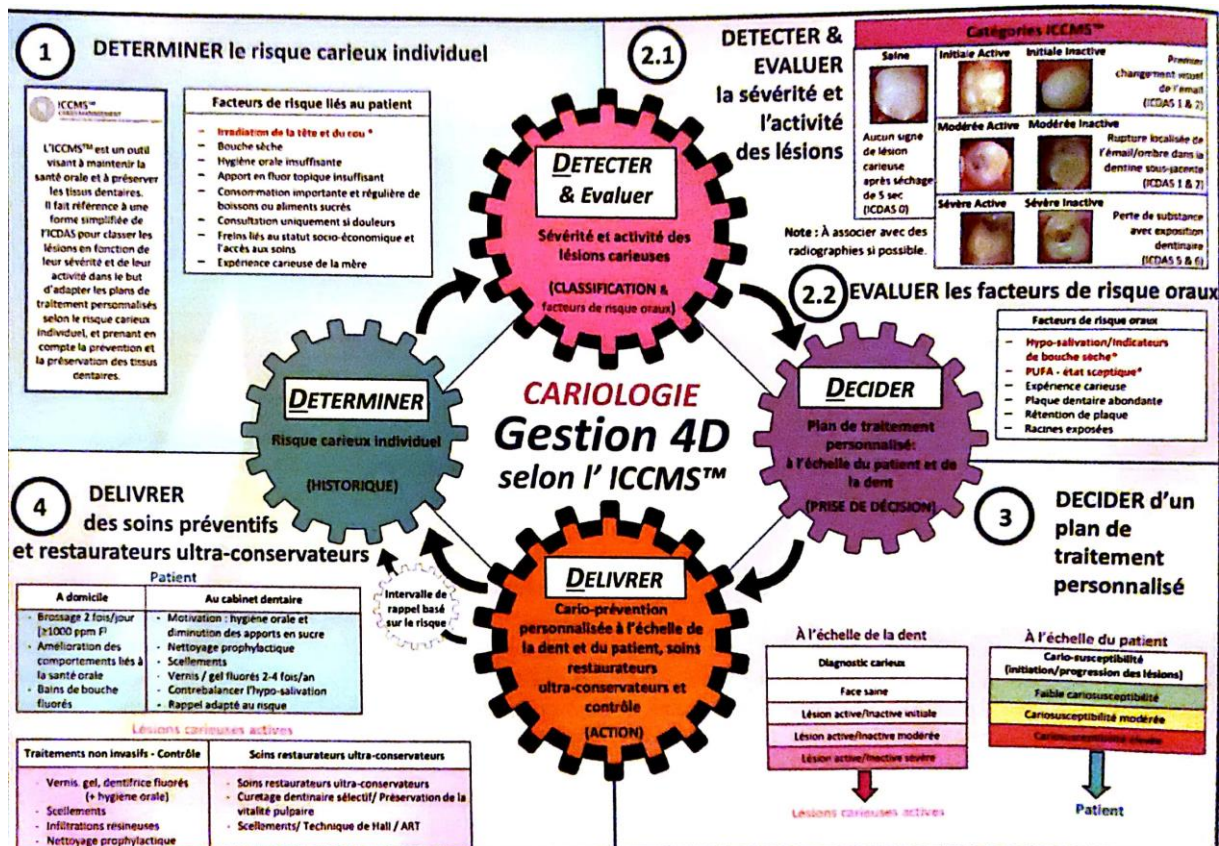 1
DETERMINER le risque carieux individuel
ICCMS™
L'ICCMS™ est un outil
visant à maintenir la
santé orale et à préserver
les tissus dentaires.
Il fait référence à une
forme simplifiée de
l'ICDAS pour classer les
lésions en fonction de
leur sévérité et de leur
activité dans le but
d'adapter les plans de
traitement personnalisés
selon le risque carieux
individuel, et prenant en
compte la prévention et
la préservation des tissus
dentaires.
Facteurs de risque liés au patient
– Irradiation de la tête et du cou *
– Bouche sèche
– Hygiène orale insuffisante
– Apport en fluor topique insuffisant
– Consommation importante et régulière de
boissons ou aliments sucrés
– Consultation uniquement si douleurs
– Freins liés au statut socio-économique et
l'accès aux soins
– Expérience carieuse de la mère
2.1
DETECTER &
EVALUER
la sévérité et
l'activité
des lésions
Catégories ICCMS™
Saine
Initiale Active
Initiale Inactive
Premier
changement visuel
de l'émail
(ICDAS 1 & 2)
Aucun signe
de lésion
carieuse
après séchage
de 5 sec
(ICDAS 0)
Modérée Active
Modérée Inactive
Rupture localisée de
l'émail/ombre dans la
dentine sous-jacente
Sévère Active
Sévère Inactive
Perte de substance
avec exposition
dentinaire
(ICDAS 5 & 6)
Note : À associer avec des
radiographies si possible.
2.2
EVALUER les facteurs de risque oraux
Facteurs de risque oraux
– Hypo-salivation/Indicateurs
de bouche sèche*
– PUFA - état sceptique*
– Expérience carieuse
– Plaque dentaire abondante
– Rétention de plaque
– Racines exposées
DETECTER
& Evaluer
Sévérité et activité des
lésions carieuses
(CLASSIFICATION &
facteurs de risque oraux)
DETERMINER
Risque carieux individuel
(HISTORIQUE)
CARIOLOGIE
Gestion 4D
selon l' ICCMS™
DECIDER
Plan de traitement
personnalisé:
à l'échelle du patient et de
la dent
(PRISE DE DÉCISION)
DELIVRER
Cario-prévention
personnalisée à l'échelle de
la dent et du patient, soins
restaurateurs
ultra-conservateurs et
contrôle
(ACTION)
Intervalle de
rappel basé
sur le risque
3
DECIDER d'un
plan de
traitement
personnalisé
À l'échelle de la dent
Diagnostic carieux
Face saine
Lésion active/Inactive initiale
Lésion active/Inactive modérée
Lésion active/Inactive sévère
Lésions carieuses actives
À l'échelle du patient
Cario-susceptibilité
(initiation/progression des lésions)
Faible cariosusceptibilité
Cariosusceptibilité modérée
Cariosusceptibilité élevée
Patient
4
DELIVRER
des soins préventifs
et restaurateurs ultra-conservateurs
Patient
A domicile
- Brossage 2 fois/jour
- Amélioration des
comportements liés à
la santé orale
- Bains de bouche
fluorés
Au cabinet dentaire
- Motivation : hygiène orale et
diminution des apports en sucre
- Nettoyage prophylactique
- Scellements
- Vernis / gel fluorés 2-4 fois/an
- Contrebalancer l'hypo-salivation
- Rappel adapté au risque
Lésions carieuses actives
Traitements non invasifs - Contrôle
- Vernis, gel, dentifrice fluorés
(+ hygiène orale)
- Scellements
- Infiltrations résineuses
- Nettoyage prophylactique
Soins restaurateurs ultra-conservateurs
- Soins restaurateurs ultra-conservateurs
- Curetage dentinaire sélectif/ Préservation de la
vitalité pulpaire
- Scellements/ Technique de Hall / ART